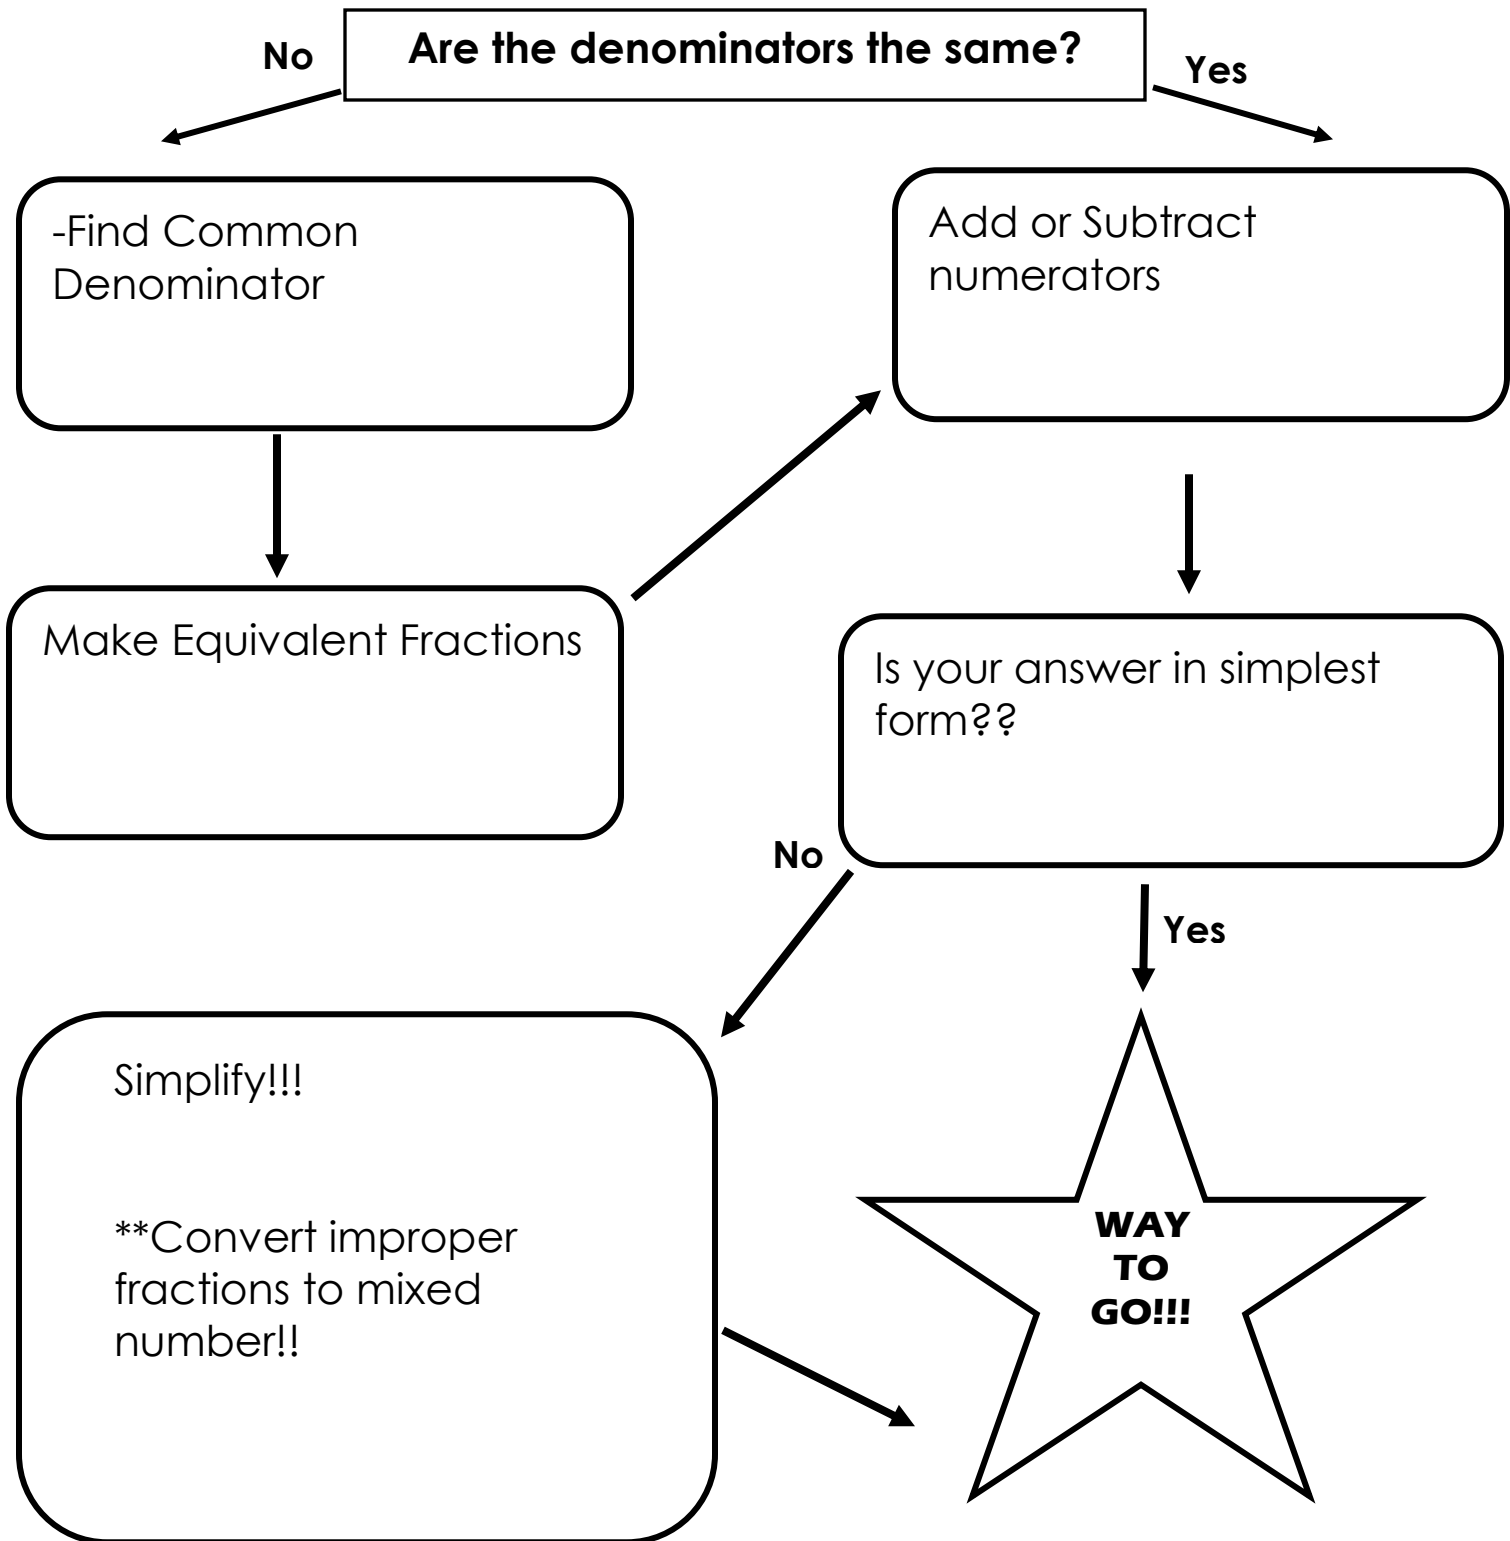 Are the denominators the same?
No
Yes
-Find Common
Denominator
Add or Subtract
numerators
Make Equivalent Fractions
Is your answer in simplest
form??
No
Yes
Simplify!!!
**Convert improper
fractions to mixed
number!!
WAY
TO
GO!!!